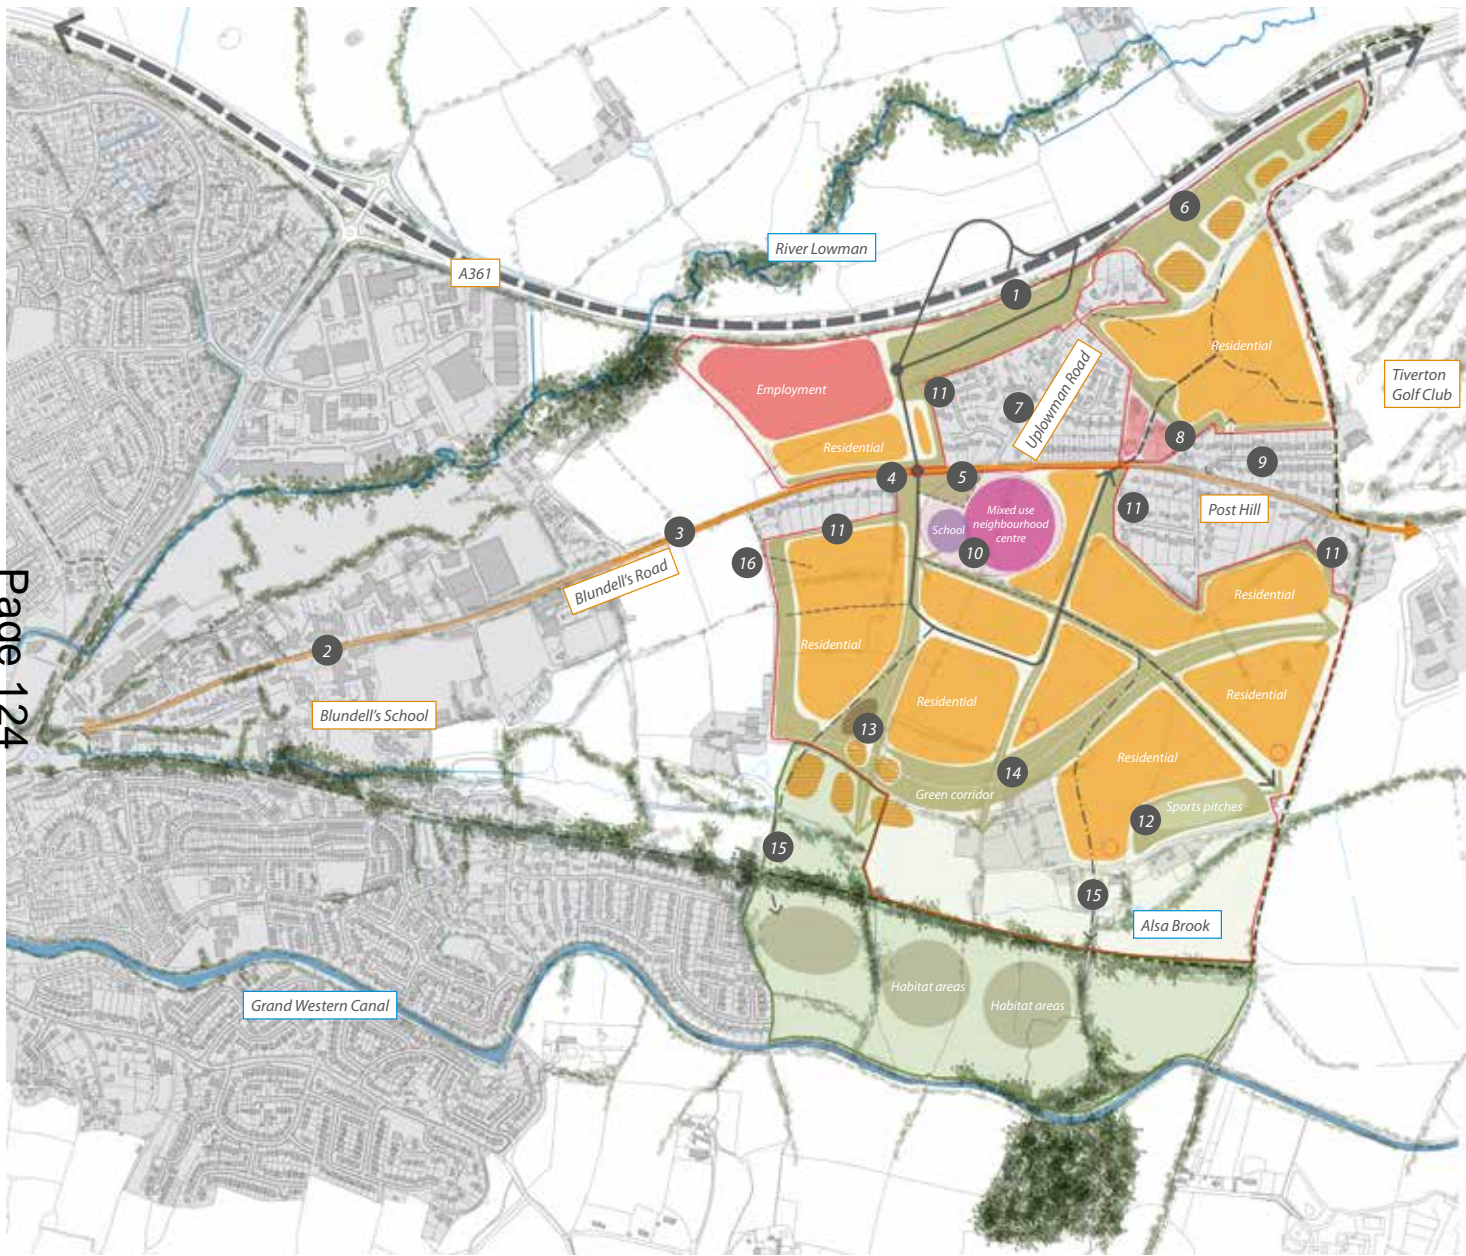 6
River Lowman
A361
1
Residential
Uplowman Road
Tiverton
Golf Club
Employment
11
7
8
Residential
9
4
5
Post Hill
Mixed use
neighbourhood
centre
School
11
3
11
10
11
16
Blundell's Road
Residential
2
Residential
Residential
Residential
Blundell's School
13
Residential
14
Green corridor
Sports pitches
12
15
15
Alsa Brook
Habitat areas
Habitat areas
Grand Western Canal
Page 124